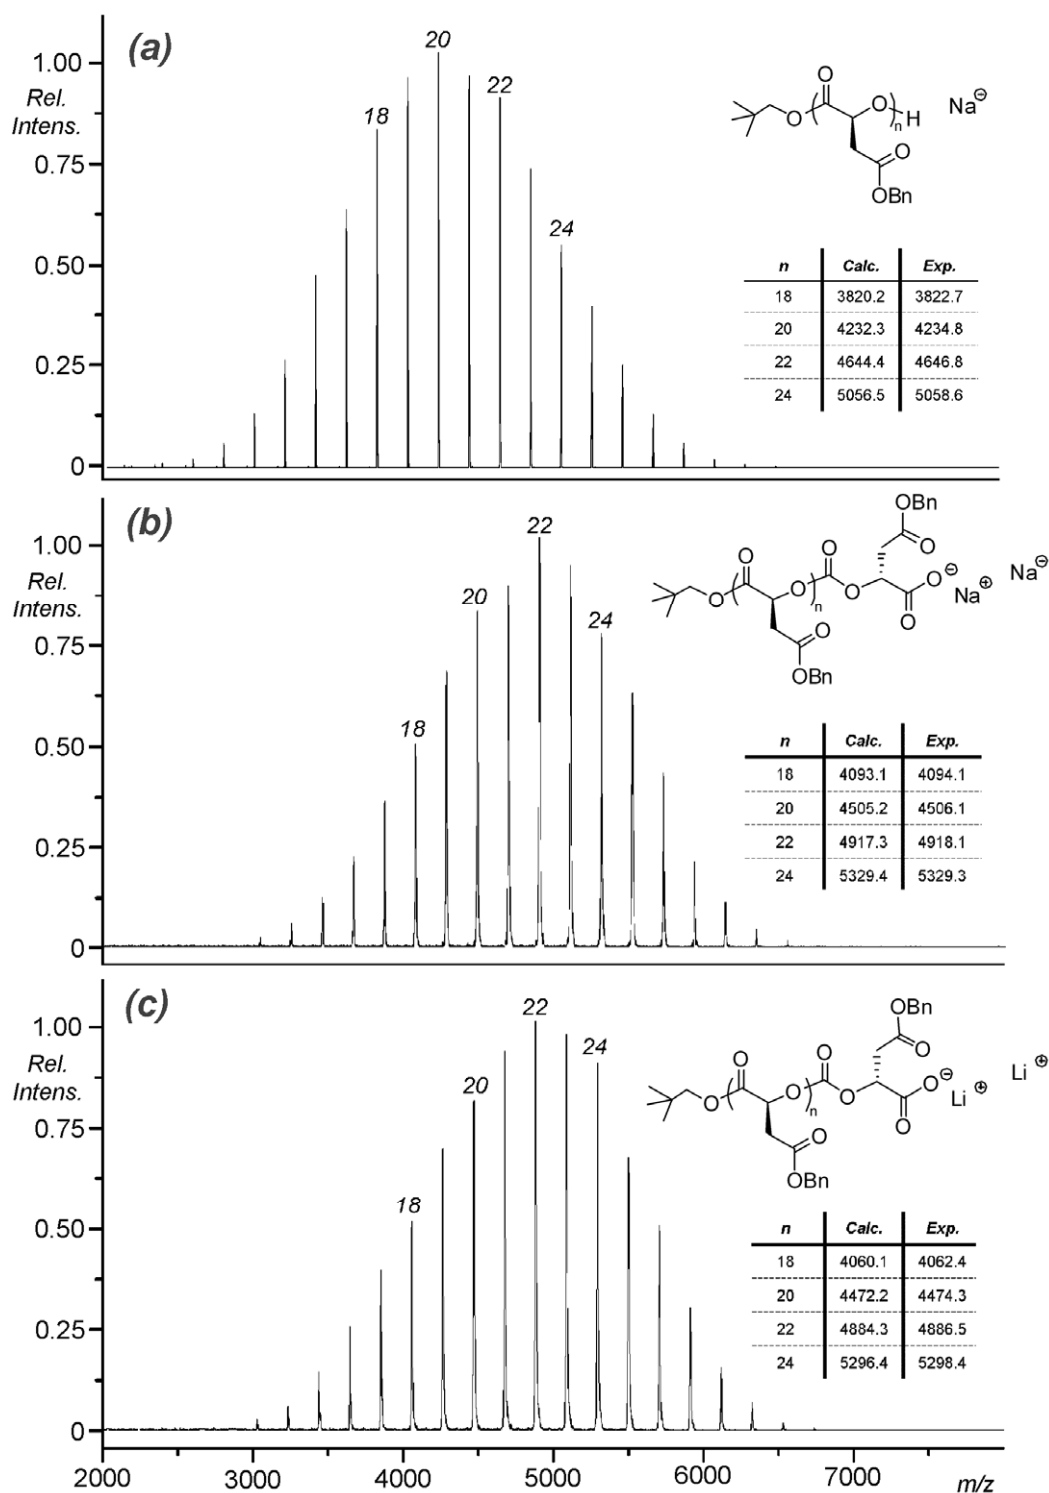 (a)
20
1.00
Rel.
Intens.
18
22
0.75
24
0.50
0.25
0
O
O
O
H
n
Na⊖
O
OBn
n Calc. Exp.
18 3820.2 3822.7
20 4232.3 4234.8
22 4644.4 4646.8
24 5056.5 5058.6
(b)
22
1.00
Rel.
Intens.
20
24
0.75
18
0.50
0.25
0
OBn
O
O
O
O
O
n
O
O⊖
Na⊕
Na⊖
O
O
OBn
n Calc. Exp.
18 4093.1 4094.1
20 4505.2 4506.1
22 4917.3 4918.1
24 5329.4 5329.3
(c)
22
1.00
Rel.
Intens.
24
20
0.75
18
0.50
0.25
0
OBn
O
O
O
O
O
n
O
O⊖
Li ⊕
Li ⊕
O
O
OBn
n Calc. Exp.
18 4060.1 4062.4
20 4472.2 4474.3
22 4884.3 4886.5
24 5296.4 5298.4
2000 3000 4000 5000 6000 7000 m/z